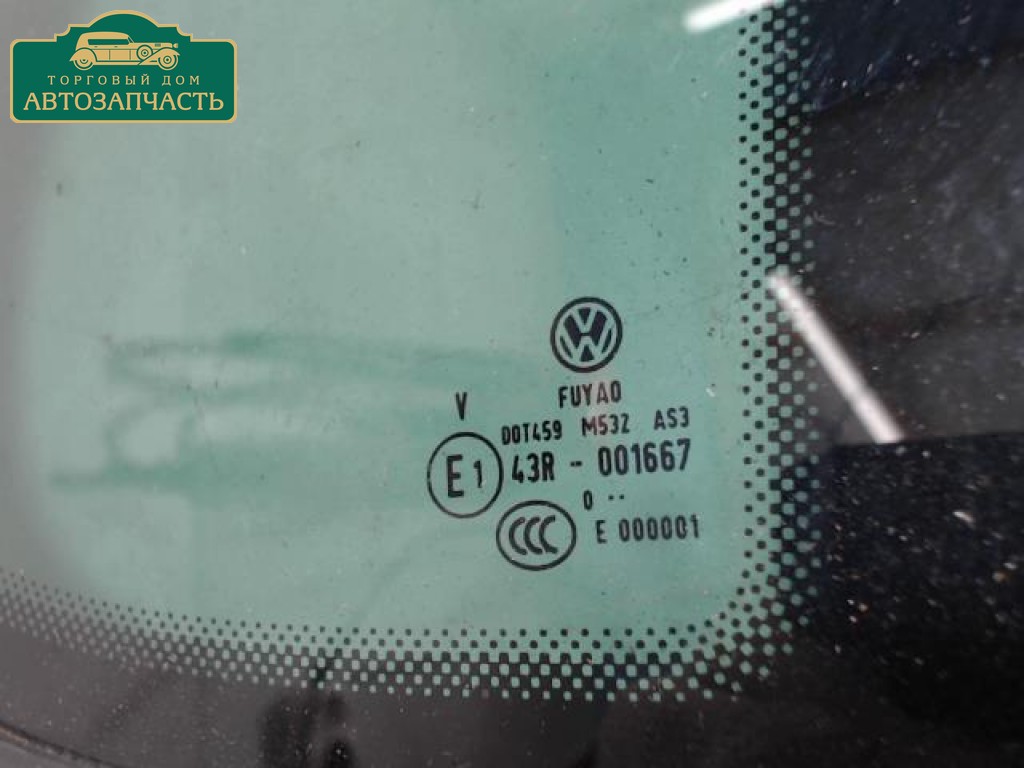 ТОРГОВЫЙ ДОМ
АВТОЗАПЧАСТЬ
FUYAO
V
DOT459 M532 AS3
E1 43R - 001667
0 ··
CCC E 000001